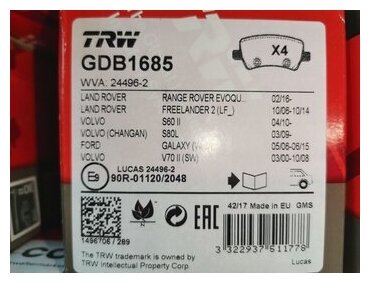 TRW
X4
GDB1685
WVA. 24496-2
LAND ROVER RANGE ROVER EVOQU.. 02/16-
LAND ROVER FREELANDER 2 (LF_) 10/06-10/14
VOLVO S60 II 04/10-
VOLVO (CHANGAN) S80L 03/09-
FORD GALAXY 05/06-06/15
VOLVO V70 II (SW) 03/00-10/08
LUCAS 24496-2
90R-01120/2048
N
EAC
42/17 Made in EU GMS
1496706 / 289
The TRW trademark is owned by
TRW Intellectual Property Corp
3 322937 511778
Lucas